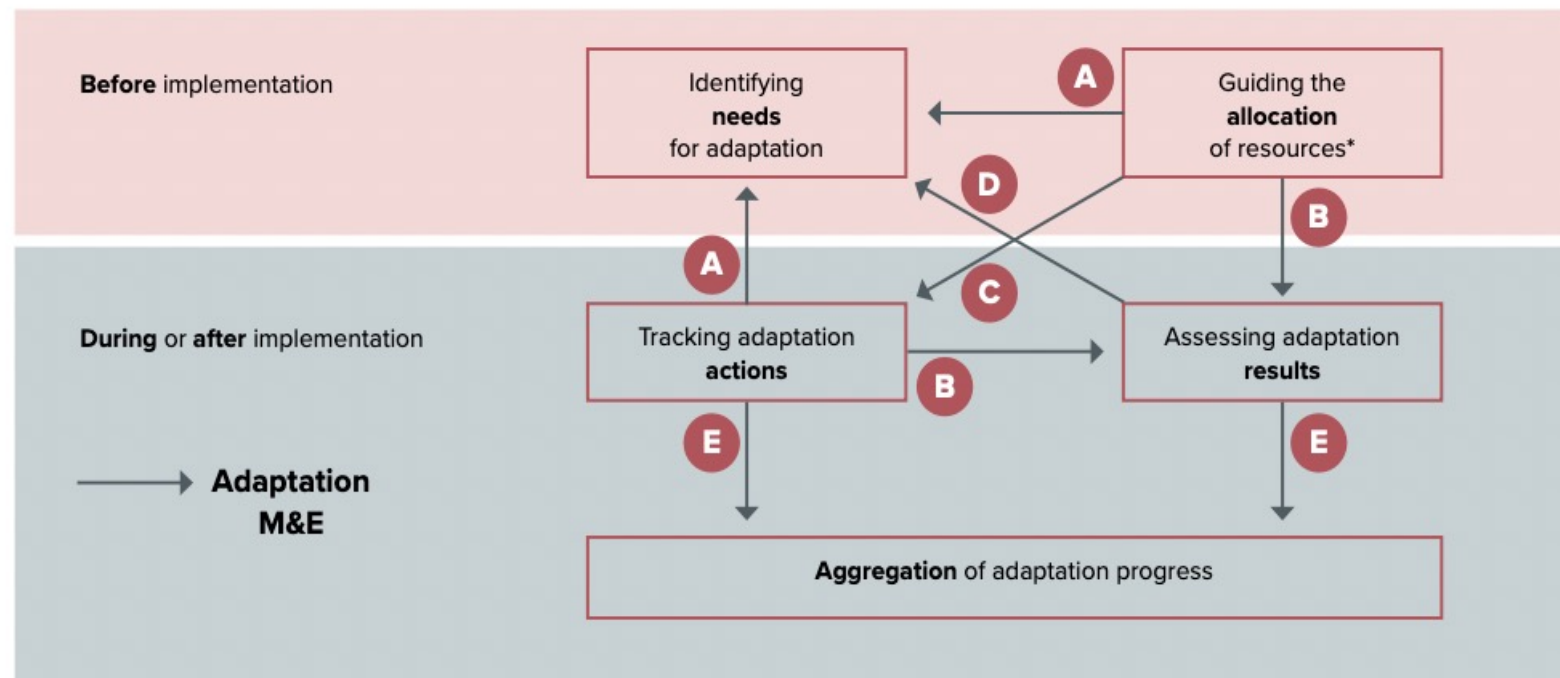 Before implementation
Identifying
needs
for adaptation
A
Guiding the
allocation
of resources*
D
B
A
C
During or after implementation
Tracking adaptation
actions
B
Assessing adaptation
results
E
E
Adaptation
M&E
Aggregation of adaptation progress